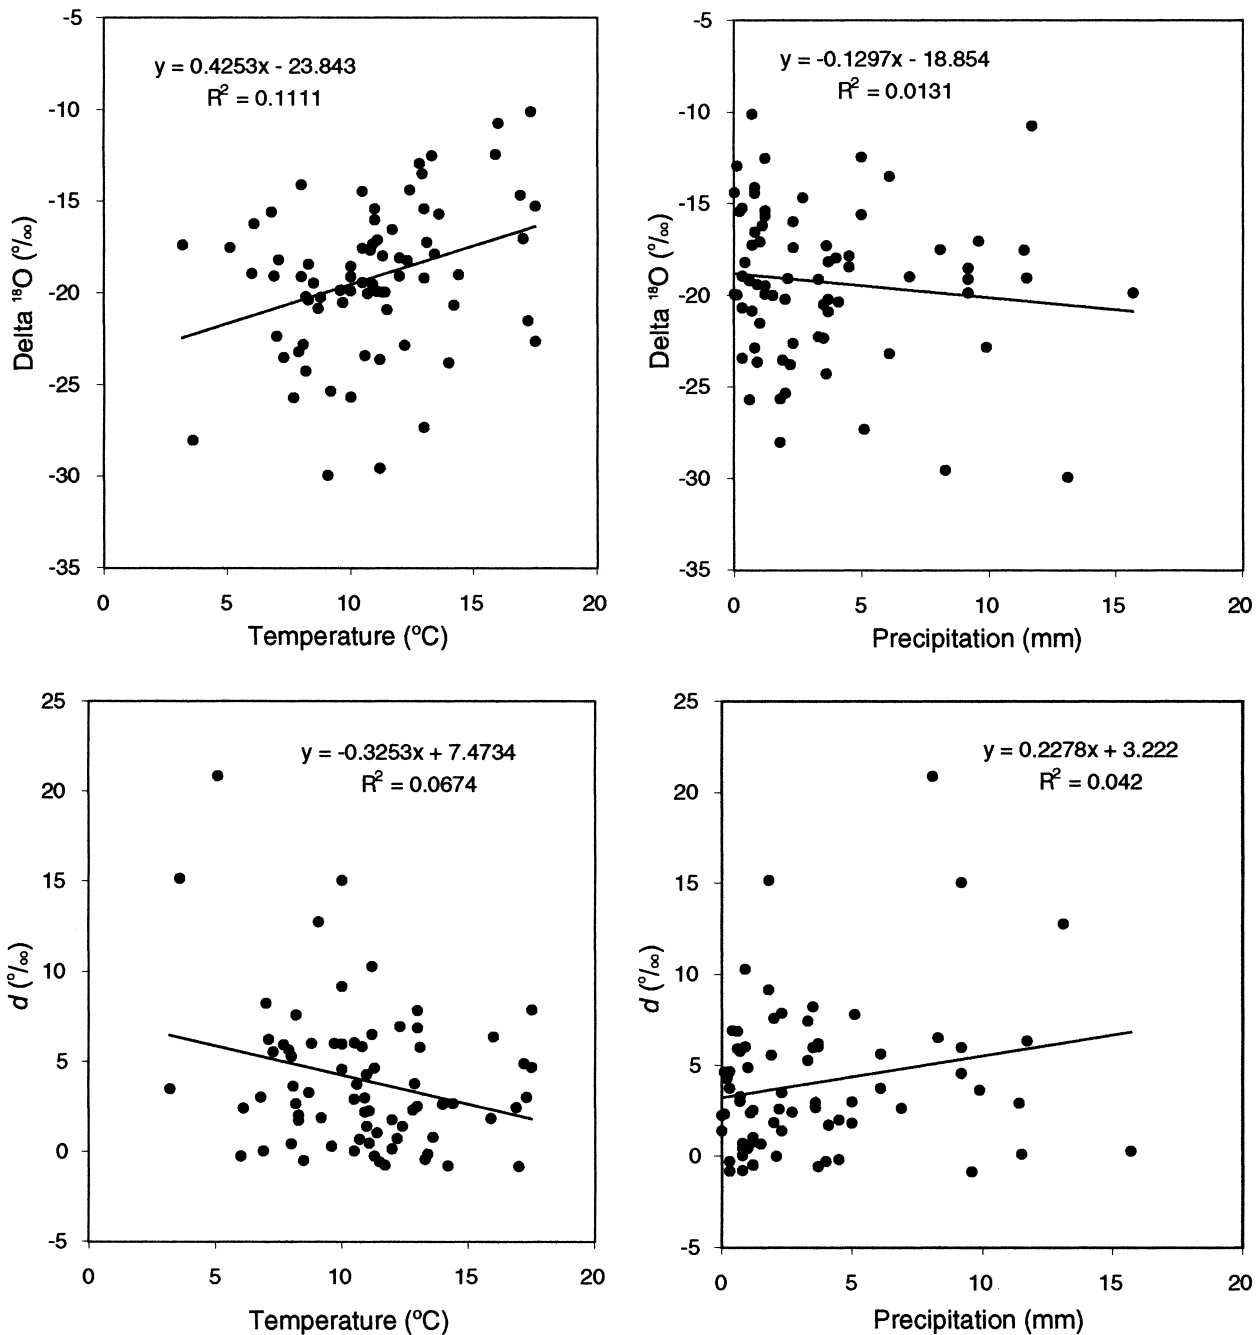 -5
-10
-15
-20
-25
-30
-35
Delta ¹⁸O (°/∞)
y = 0.4253x - 23.843
R² = 0.1111
0 5 10 15 20
Temperature (ºC)
-5
-10
-15
-20
-25
-30
-35
Delta ¹⁸O (°/∞)
y = -0.1297x - 18.854
R² = 0.0131
0 5 10 15 20
Precipitation (mm)
25
20
15
10
5
0
-5
d (°/∞)
y = -0.3253x + 7.4734
R² = 0.0674
0 5 10 15 20
Temperature (ºC)
25
20
15
10
5
0
-5
d (°/∞)
y = 0.2278x + 3.222
R² = 0.042
0 5 10 15 20
Precipitation (mm)